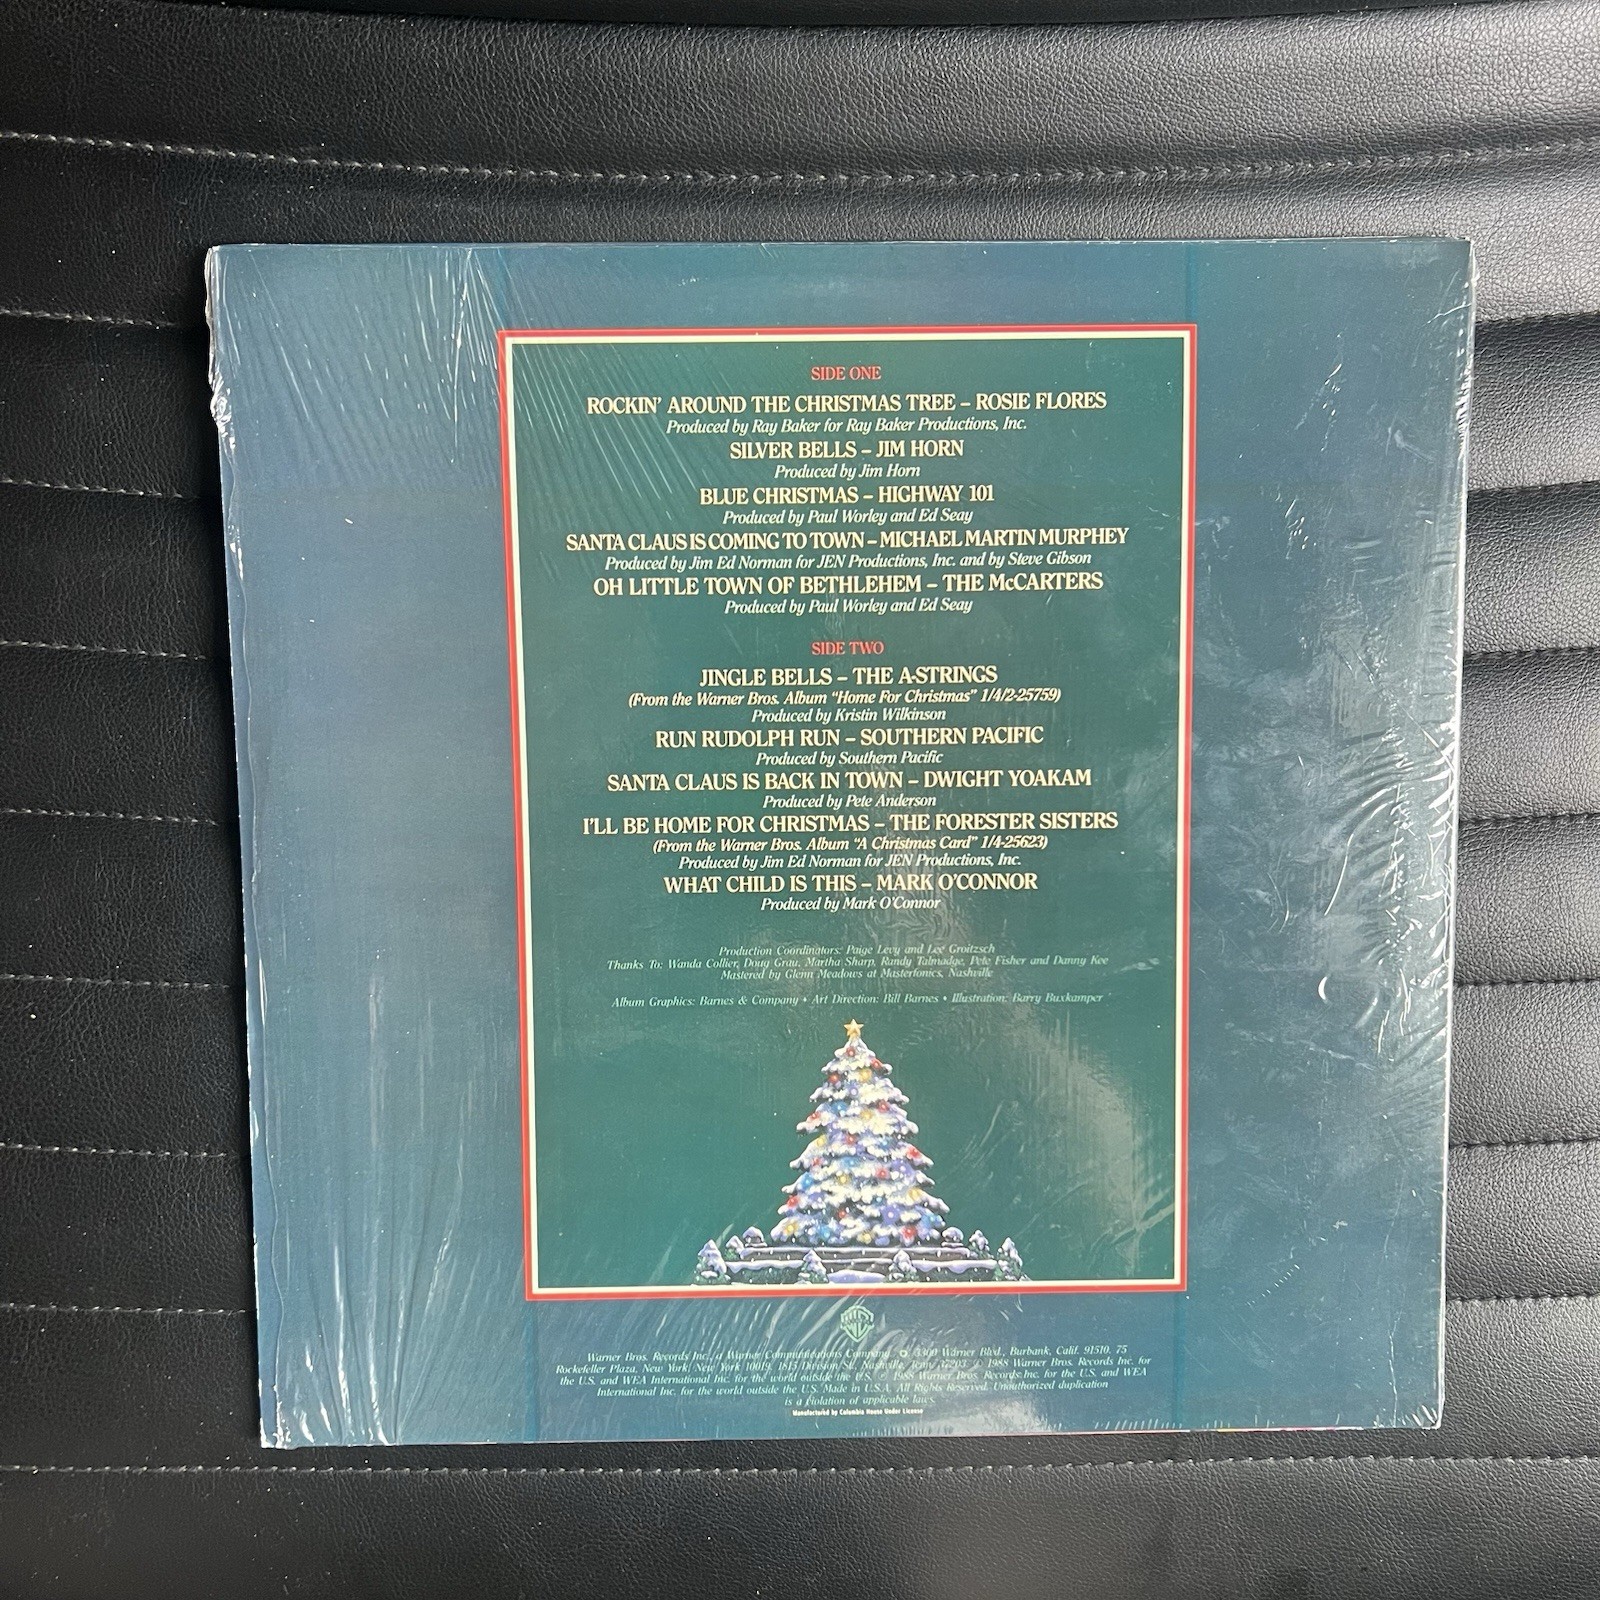 SIDE ONE
ROCKIN' AROUND THE CHRISTMAS TREE – ROSIE FLORES
Produced by Ray Baker for Ray Baker Productions, Inc.
SILVER BELLS – JIM HORN
Produced by Jim Horn
BLUE CHRISTMAS – HIGHWAY 101
Produced by Paul Worley and Ed Seay
SANTA CLAUS IS COMING TO TOWN – MICHAEL MARTIN MURPHEY
Produced by Jim Ed Norman for JEN Productions, Inc. and by Steve Gibson
OH LITTLE TOWN OF BETHLEHEM – THE McCARTERS
Produced by Paul Worley and Ed Seay
SIDE TWO
JINGLE BELLS – THE A-STRINGS
(From the Warner Bros. Album "Home For Christmas" 1/4/2-25759)
Produced by Kristin Wilkinson
RUN RUDOLPH RUN – SOUTHERN PACIFIC
Produced by Southern Pacific
SANTA CLAUS IS BACK IN TOWN – DWIGHT YOAKAM
Produced by Pete Anderson
I'LL BE HOME FOR CHRISTMAS – THE FORESTER SISTERS
(From the Warner Bros. Album "A Christmas Card" 1/4-25623)
Produced by Jim Ed Norman for JEN Productions, Inc.
WHAT CHILD IS THIS – MARK O'CONNOR
Produced by Mark O'Connor
Production Coordinators: Paige Levy and Lee Groitzsch
Thanks To: Wanda Collier, Doug Grau, Martha Sharp, Randy Talmadge, Pete Fisher and Danny Kee
Mastered by Glenn Meadows at Masterfonics, Nashville
Album Graphics: Barnes & Company • Art Direction: Bill Barnes • Illustration: Barry Buxkamper
Warner Bros. Records Inc., a Warner Communications Company. 3300 Warner Blvd., Burbank, Calif. 91510. 75
Rockefeller Plaza, New York, New York 10019. 1815 Division St., Nashville, Tenn. 37203. ℗ 1988 Warner Bros. Records Inc. for
the U.S. and WEA International Inc. for the world outside the U.S. © 1988 Warner Bros. Records Inc. for the U.S. and WEA
International Inc. for the world outside the U.S. Made in U.S.A. All Rights Reserved. Unauthorized duplication
is a violation of applicable laws.
Manufactured by Columbia House Under License